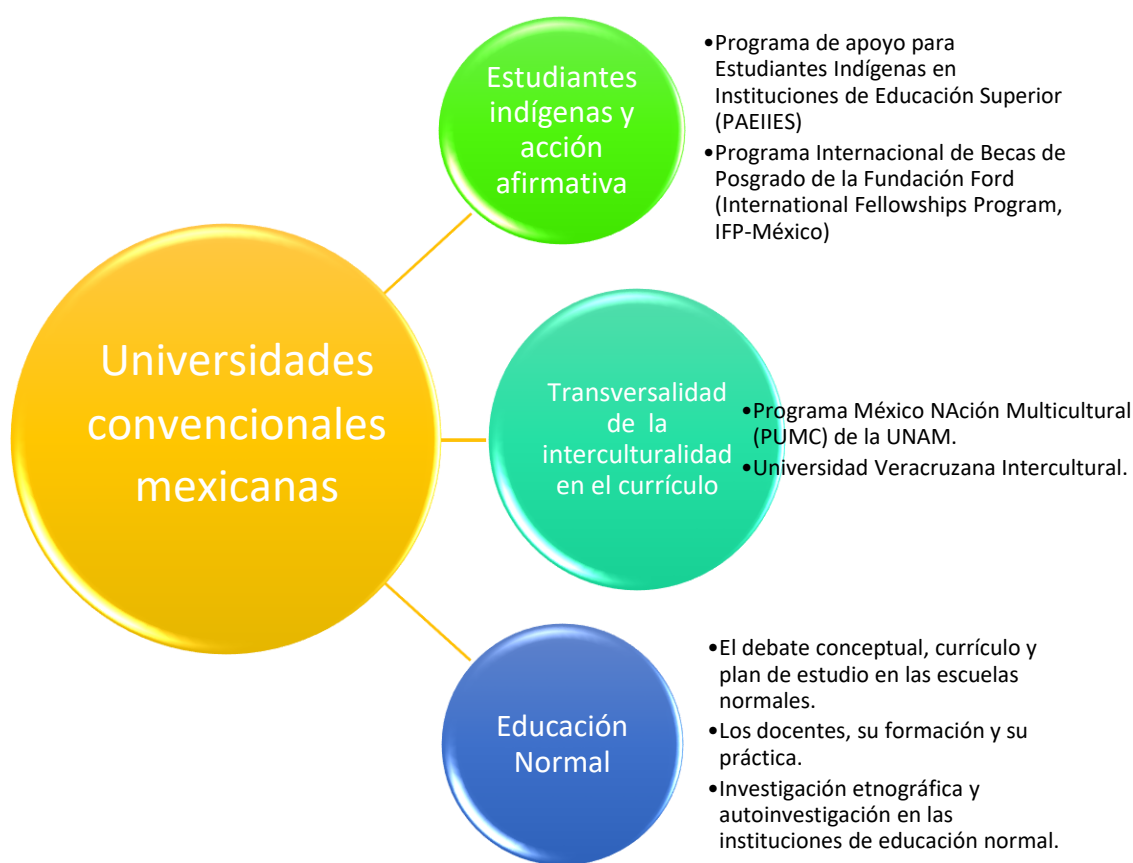 Universidades
convencionales
mexicanas
Estudiantes
indígenas y
acción
afirmativa
•Programa de apoyo para
Estudiantes Indígenas en
Instituciones de Educación Superior
(PAEIIES)
•Programa Internacional de Becas de
Posgrado de la Fundación Ford
(International Fellowships Program,
IFP-México)
Transversalidad
de la
interculturalidad
en el currículo
•Programa México NAción Multicultural
(PUMC) de la UNAM.
•Universidad Veracruzana Intercultural.
Educación
Normal
•El debate conceptual, currículo y
plan de estudio en las escuelas
normales.
•Los docentes, su formación y su
práctica.
•Investigación etnográfica y
autoinvestigación en las
instituciones de educación normal.